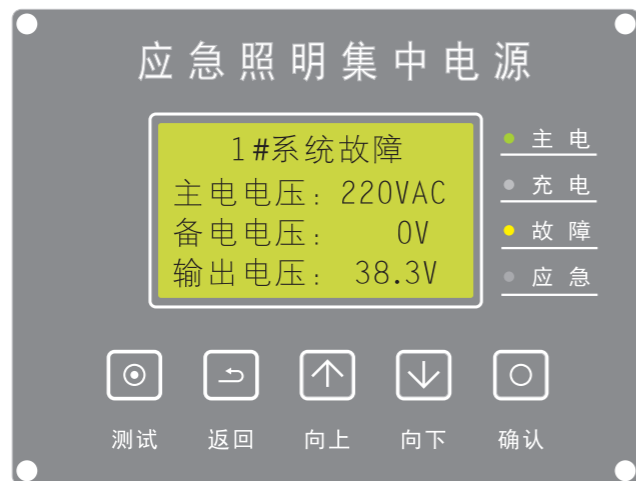 应急照明集中电源
1#系统故障
主电电压: 220VAC
备电电压: 0V
输出电压: 38.3V
主电
充电
故障
应急
测试 返回 向上 向下 确认